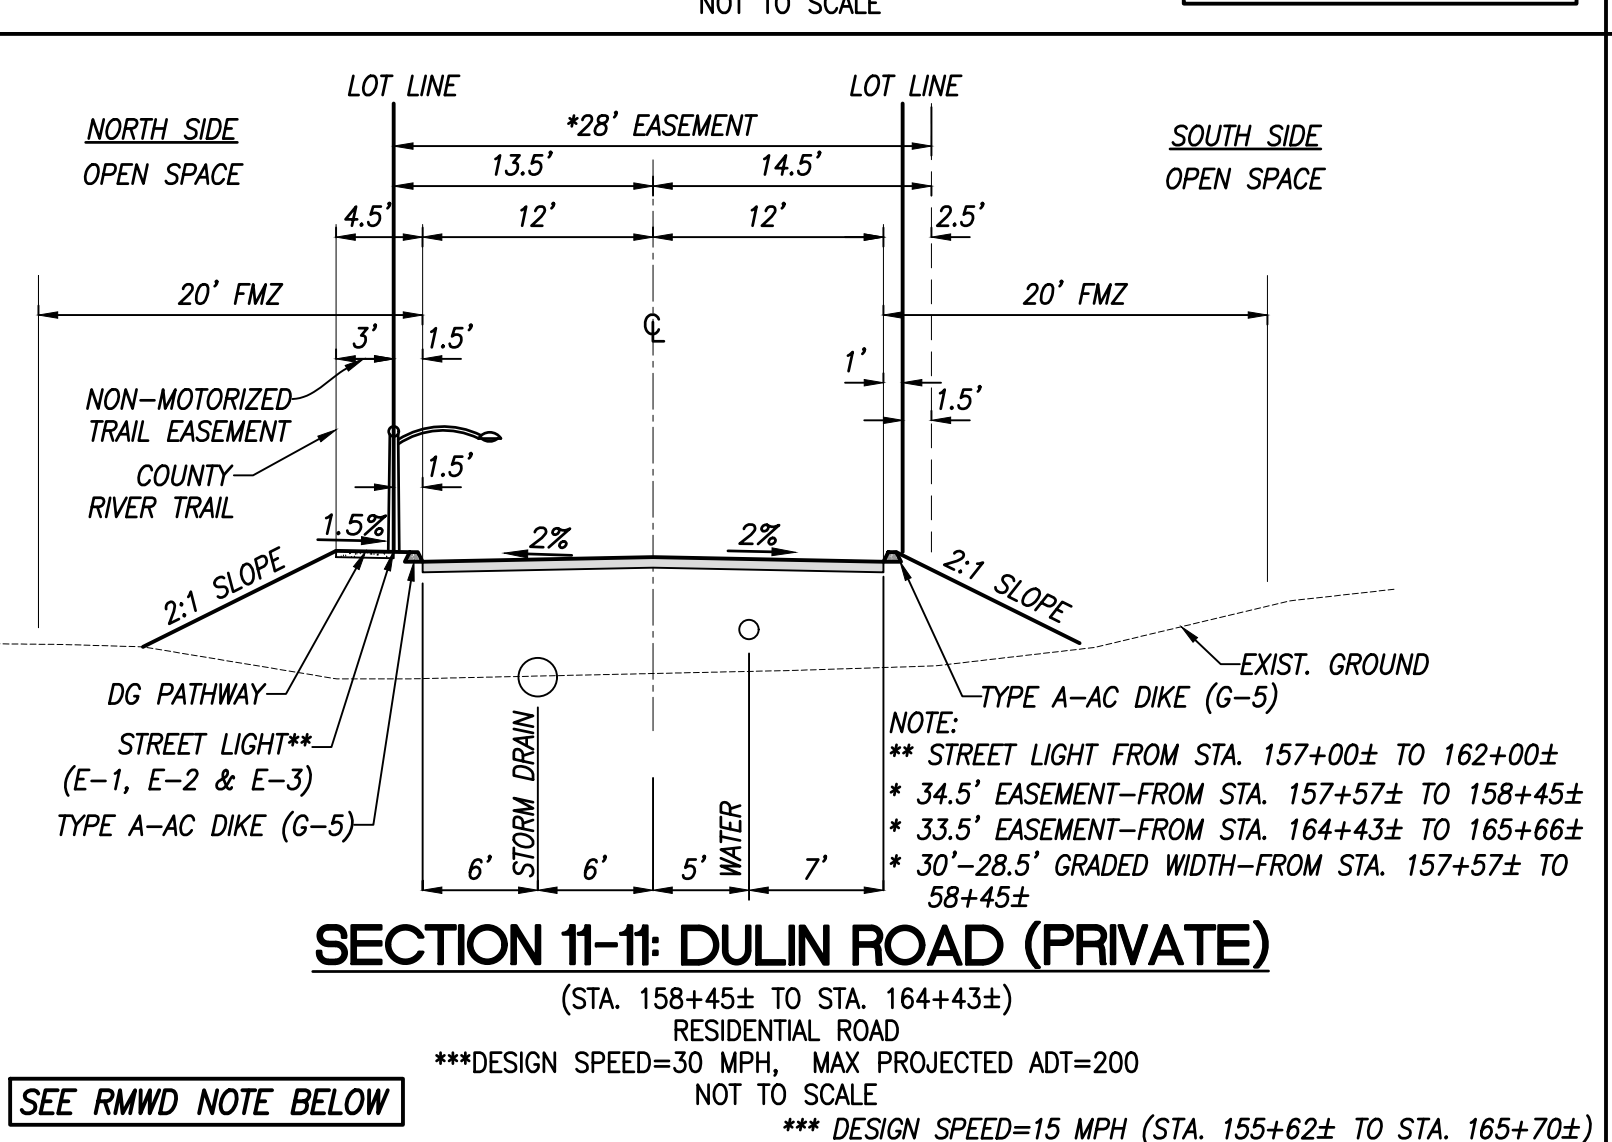 NOT TO SCALE
LOT LINE
LOT LINE
*28' EASEMENT
NORTH SIDE
OPEN SPACE
SOUTH SIDE
OPEN SPACE
13.5'
14.5'
4.5'
12'
12'
2.5'
20' FMZ
20' FMZ
℄
3'
1.5'
1'
1.5'
NON-MOTORIZED
TRAIL EASEMENT
COUNTY
RIVER TRAIL
1.5'
1.5%
2%
2%
2:1 SLOPE
2:1 SLOPE
EXIST. GROUND
DG PATHWAY
TYPE A-AC DIKE (G-5)
STREET LIGHT**
(E-1, E-2 & E-3)
TYPE A-AC DIKE (G-5)
STORM DRAIN
WATER
6'
6'
5'
7'
NOTE:
** STREET LIGHT FROM STA. 157+00± TO 162+00±
* 34.5' EASEMENT-FROM STA. 157+57± TO 158+45±
* 33.5' EASEMENT-FROM STA. 164+43± TO 165+66±
* 30'-28.5' GRADED WIDTH-FROM STA. 157+57± TO
58+45±
SECTION 11-11: DULIN ROAD (PRIVATE)
(STA. 158+45± TO STA. 164+43±)
RESIDENTIAL ROAD
***DESIGN SPEED=30 MPH, MAX PROJECTED ADT=200
NOT TO SCALE
SEE RMWD NOTE BELOW
*** DESIGN SPEED=15 MPH (STA. 155+62± TO STA. 165+70±)